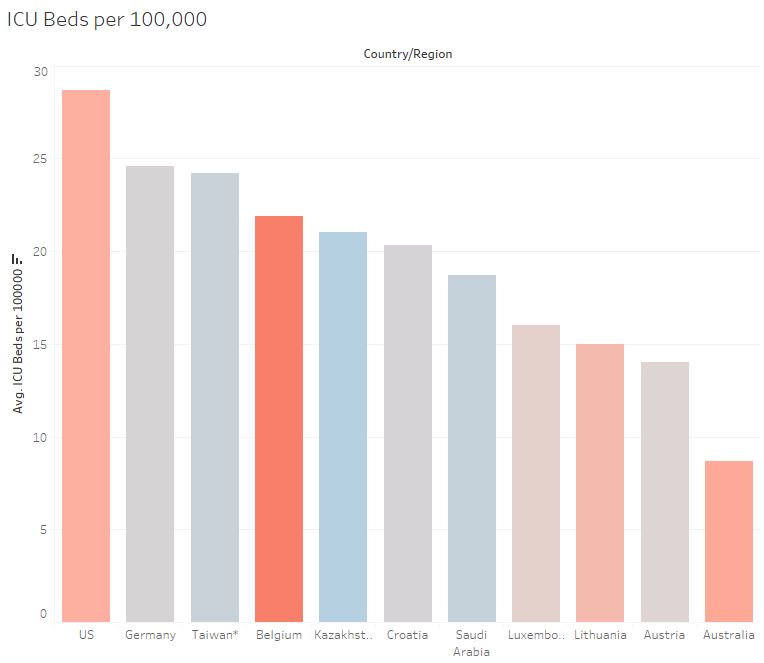 ICU Beds per 100,000
Country/Region
Avg. ICU Beds per 100000
30
25
20
15
10
5
0
US
Germany
Taiwan*
Belgium
Kazakhst..
Croatia
Saudi
Arabia
Luxembo..
Lithuania
Austria
Australia